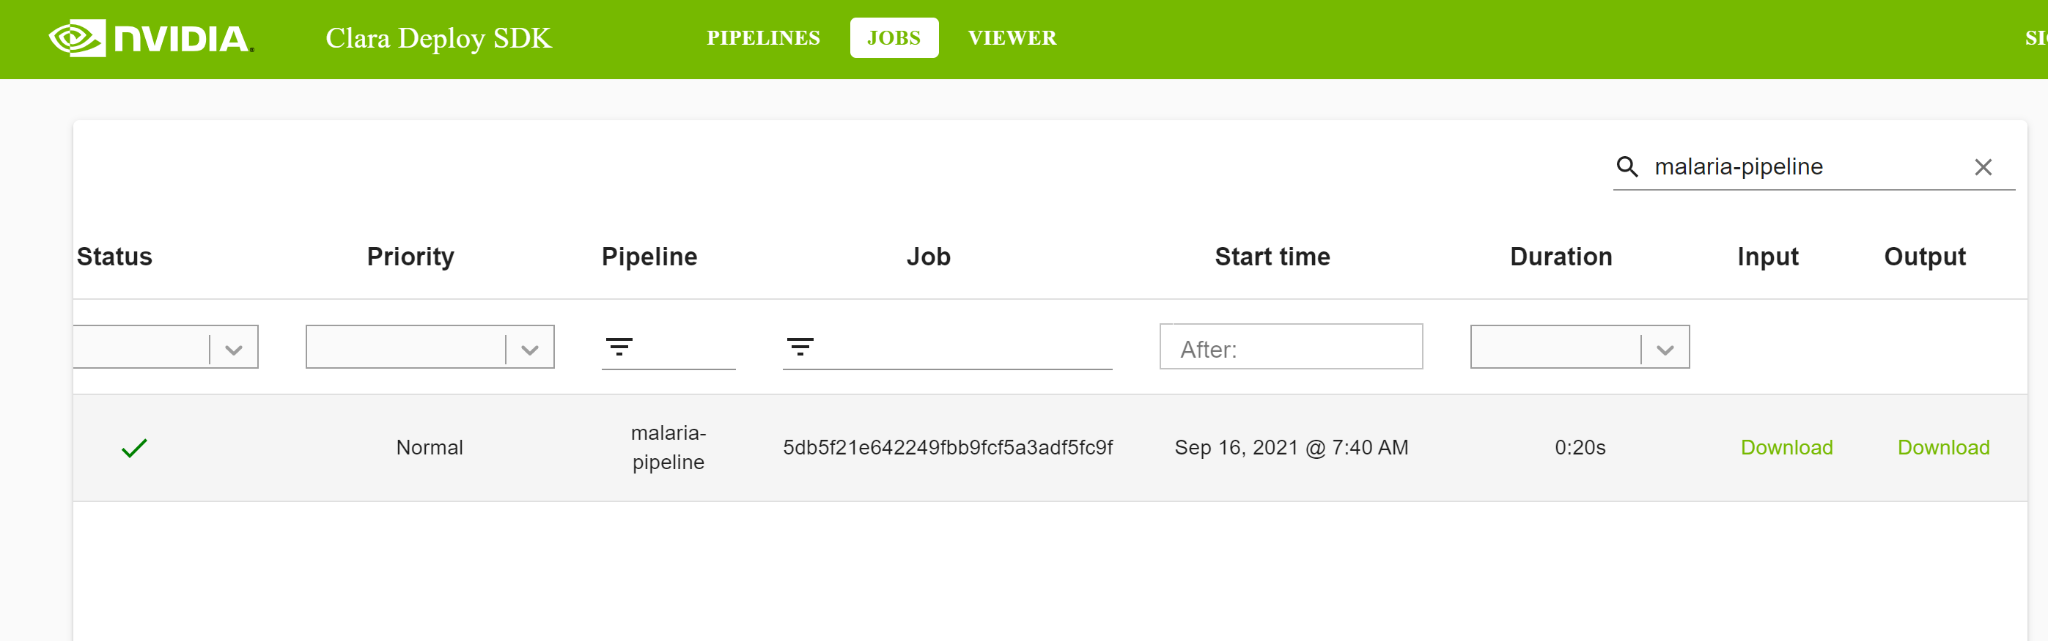 NVIDIA. Clara Deploy SDK PIPELINES JOBS VIEWER
malaria-pipeline
Status Priority Pipeline Job Start time Duration Input Output
After:
Normal malaria-pipeline 5db5f21e642249fbb9fcf5a3adf5fc9f Sep 16, 2021 @ 7:40 AM 0:20s Download Download